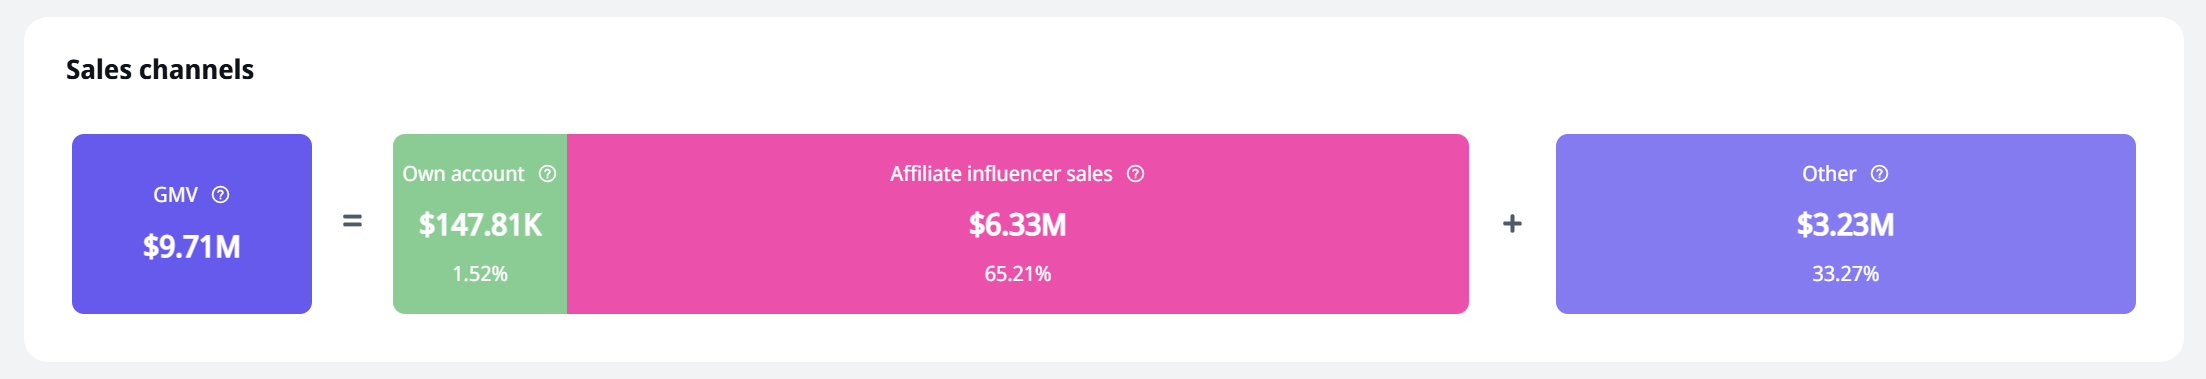 Sales channels
GMV
$9.71M
=
Own account
$147.81K
1.52%
Affiliate influencer sales
$6.33M
65.21%
+
Other
$3.23M
33.27%